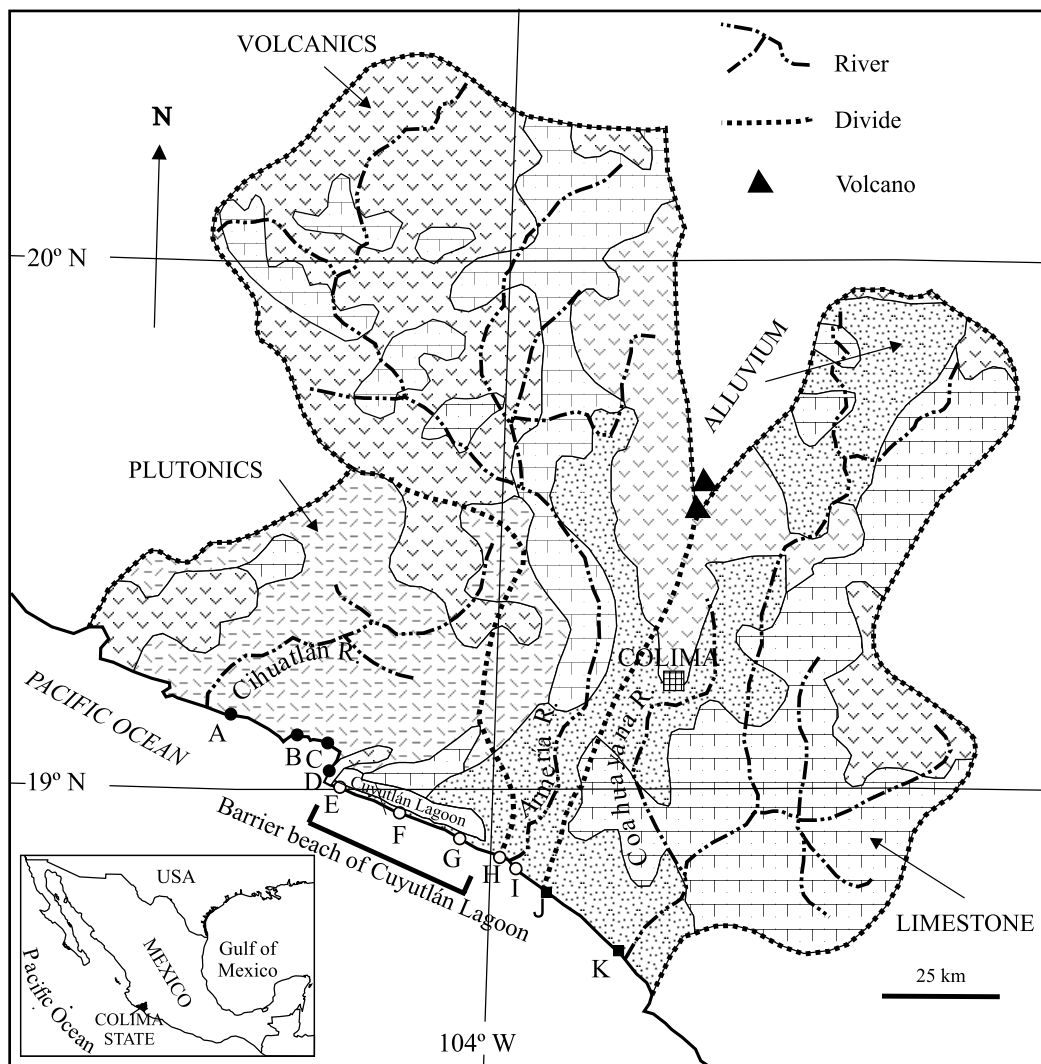 VOLCANICS
River
Divide
Volcano
N
20º N
ALLUVIUM
PLUTONICS
COLIMA
Cihuatlán R.
PACIFIC OCEAN
Armería R.
Coahuayana R.
A
B
C
D
E
F
G
H
I
J
K
19º N
Cuyutlán Lagoon
Barrier beach of Cuyutlán Lagoon
LIMESTONE
25 km
104º W
USA
Gulf of
Mexico
MEXICO
Pacific Ocean
COLIMA
STATE